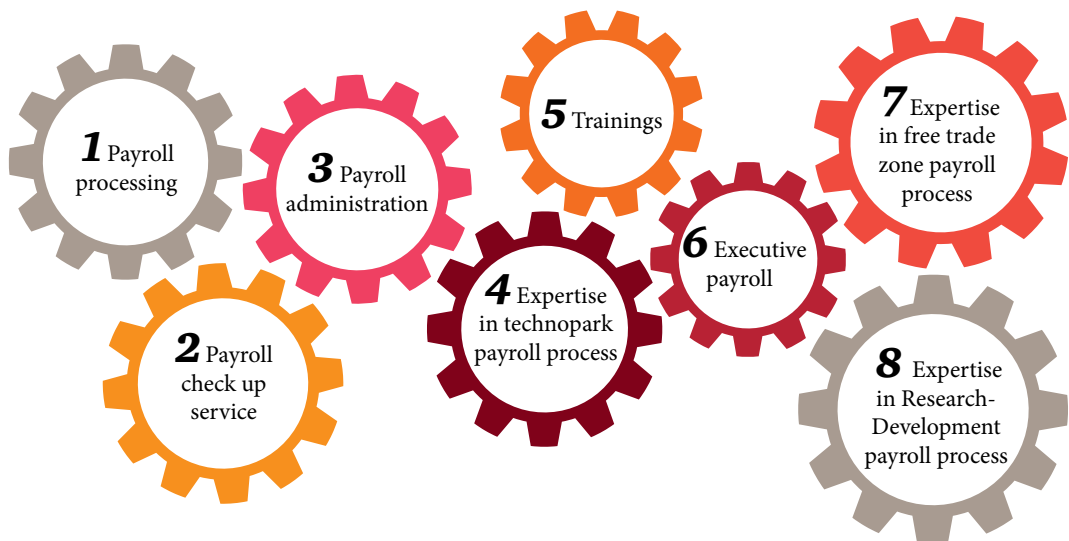 1 Payroll
processing
2 Payroll
check up
service
3 Payroll
administration
4 Expertise
in technopark
payroll process
5 Trainings
6 Executive
payroll
7 Expertise
in free trade
zone payroll
process
8 Expertise
in Research-
Development
payroll process